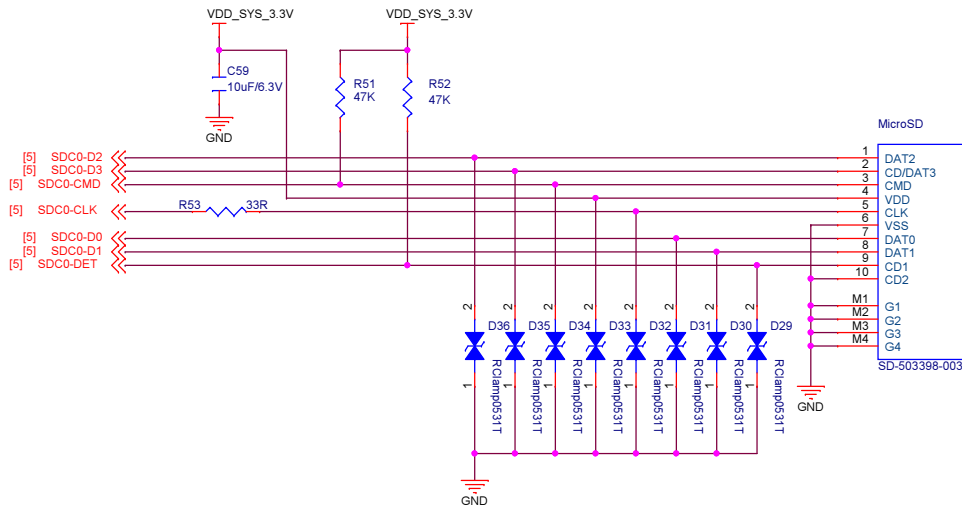 VDD_SYS_3.3V
VDD_SYS_3.3V
C59
10uF/6.3V
GND
R51
47K
R52
47K
MicroSD
[5] SDC0-D2
[5] SDC0-D3
[5] SDC0-CMD
[5] SDC0-CLK
R53 33R
[5] SDC0-D0
[5] SDC0-D1
[5] SDC0-DET
1 DAT2
2 CD/DAT3
3 CMD
4 VDD
5 CLK
6 VSS
7 DAT0
8 DAT1
9 CD1
10 CD2
M1 G1
M2 G2
M3 G3
M4 G4
SD-503398-003
GND
2 2 2 2 2 2 2 2
D36 D35 D34 D33 D32 D31 D30 D29
RClamp0531T RClamp0531T RClamp0531T RClamp0531T RClamp0531T RClamp0531T RClamp0531T RClamp0531T
1 1 1 1 1 1 1 1
GND